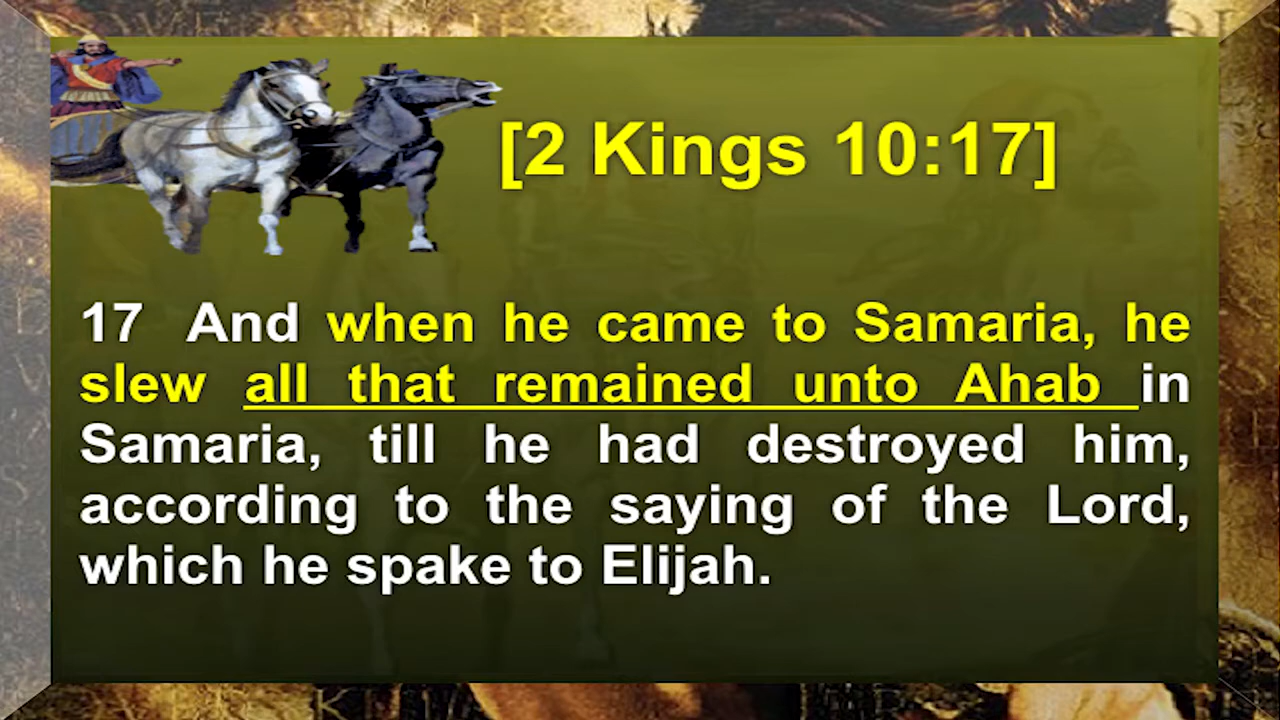 [2 Kings 10:17]
17 And when he came to Samaria, he
slew all that remained unto Ahab in
Samaria, till he had destroyed him,
according to the saying of the Lord,
which he spake to Elijah.